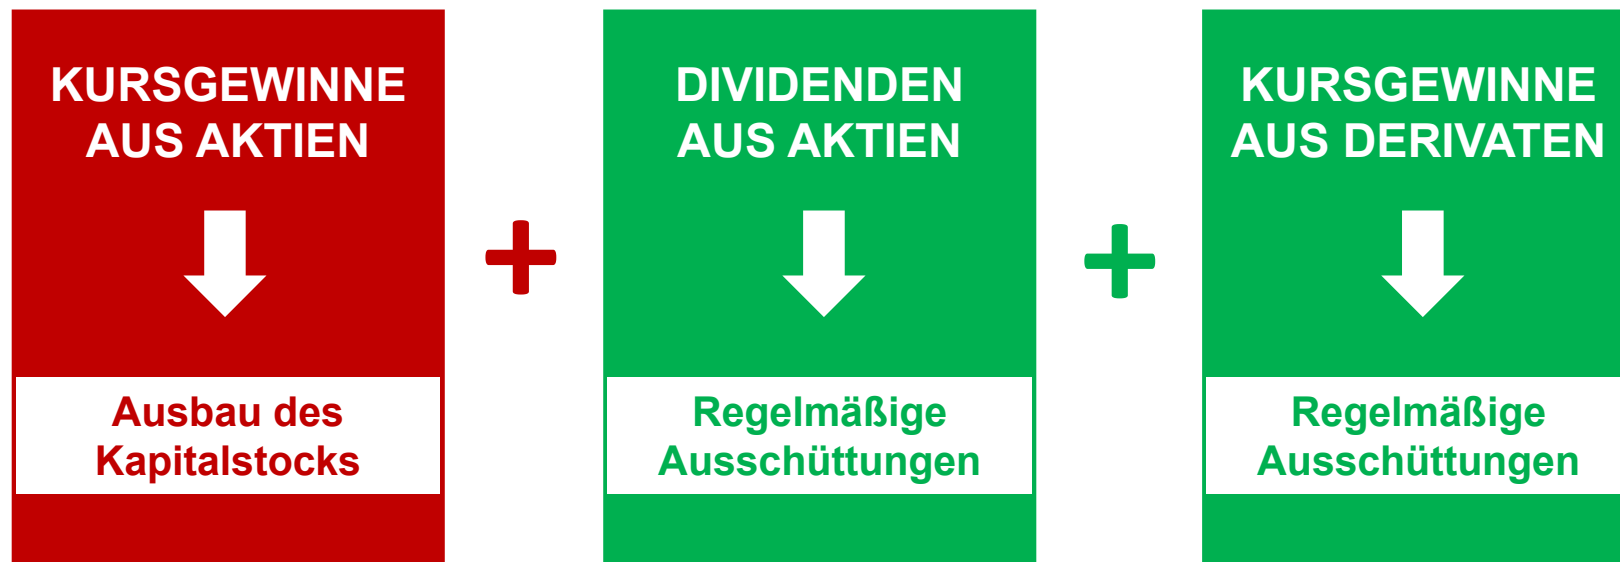 KURSGEWINNE
AUS AKTIEN
Ausbau des
Kapitalstocks
+
DIVIDENDEN
AUS AKTIEN
Regelmäßige
Ausschüttungen
+
KURSGEWINNE
AUS DERIVATEN
Regelmäßige
Ausschüttungen